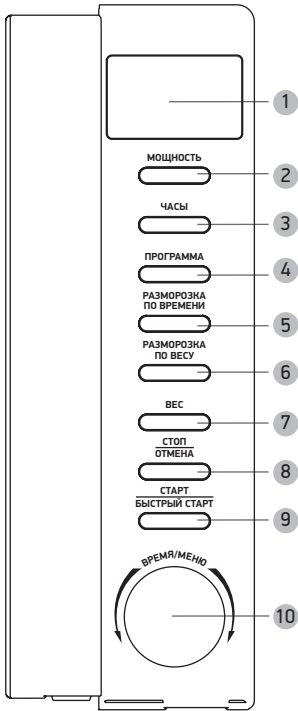 1
МОЩНОСТЬ
2
ЧАСЫ
3
ПРОГРАММА
4
РАЗМОРОЗКА
ПО ВРЕМЕНИ
5
РАЗМОРОЗКА
ПО ВЕСУ
6
ВЕС
7
СТОП
ОТМЕНА
8
СТАРТ
БЫСТРЫЙ СТАРТ
9
ВРЕМЯ/МЕНЮ
10